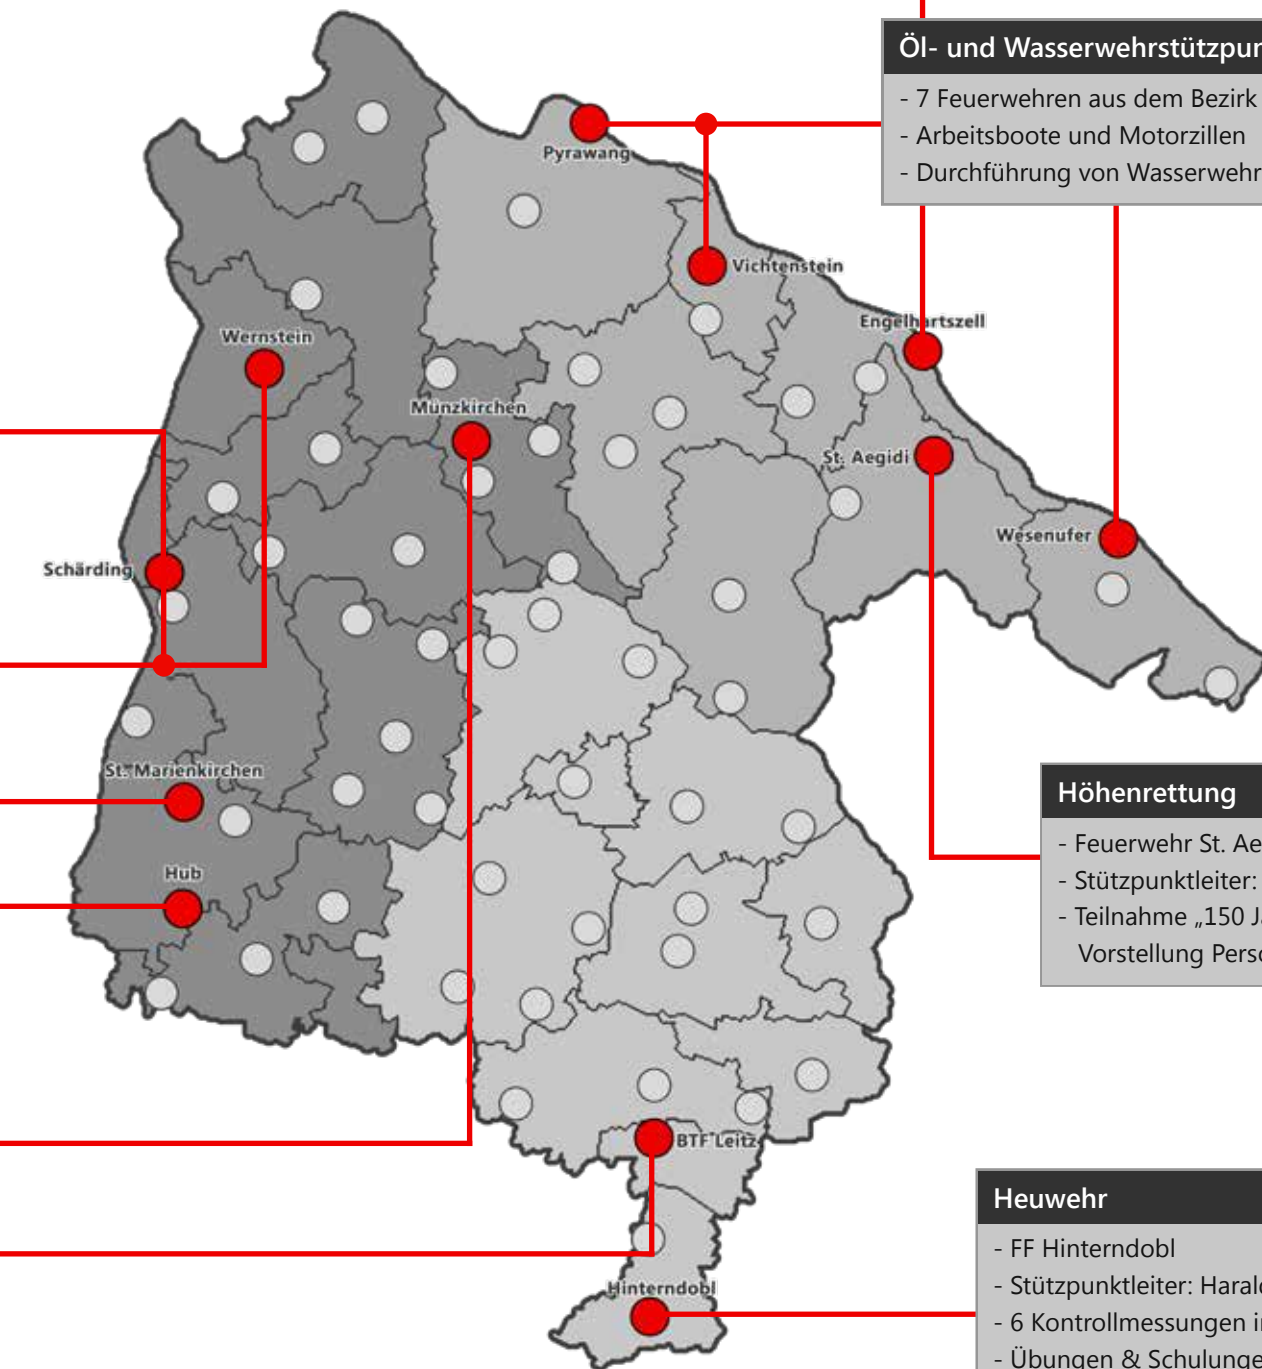 Öl- und Wasserwehrstützpun
- 7 Feuerwehren aus dem Bezirk
- Arbeitsboote und Motorzillen
- Durchführung von Wasserwehr
Pyrawang
Vichtenstein
Engelhartszell
Wernstein
Münzkirchen
St. Aegidi
Wesenufer
Schärding
St. Marienkirchen
Höhenrettung
- Feuerwehr St. Ae
- Stützpunktleiter:
- Teilnahme „150 J
Vorstellung Perso
Hub
BTF Leitz
Heuwehr
- FF Hinterndobl
- Stützpunktleiter: Harald
- 6 Kontrollmessungen i
- Übungen & Schulunge
Hinterndobl